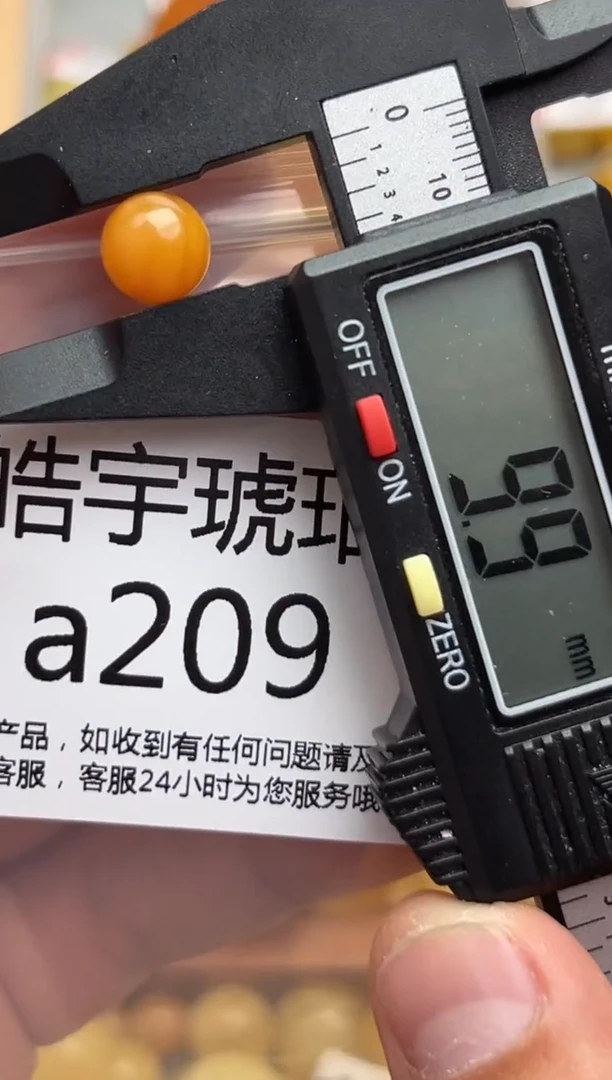 0
10
1 2 3 4
OFF
ON
ZERO
9.9
mm
皓宇琥珀
a209
产品，如收到有任何问题请及
客服，客服24小时为您服务哦